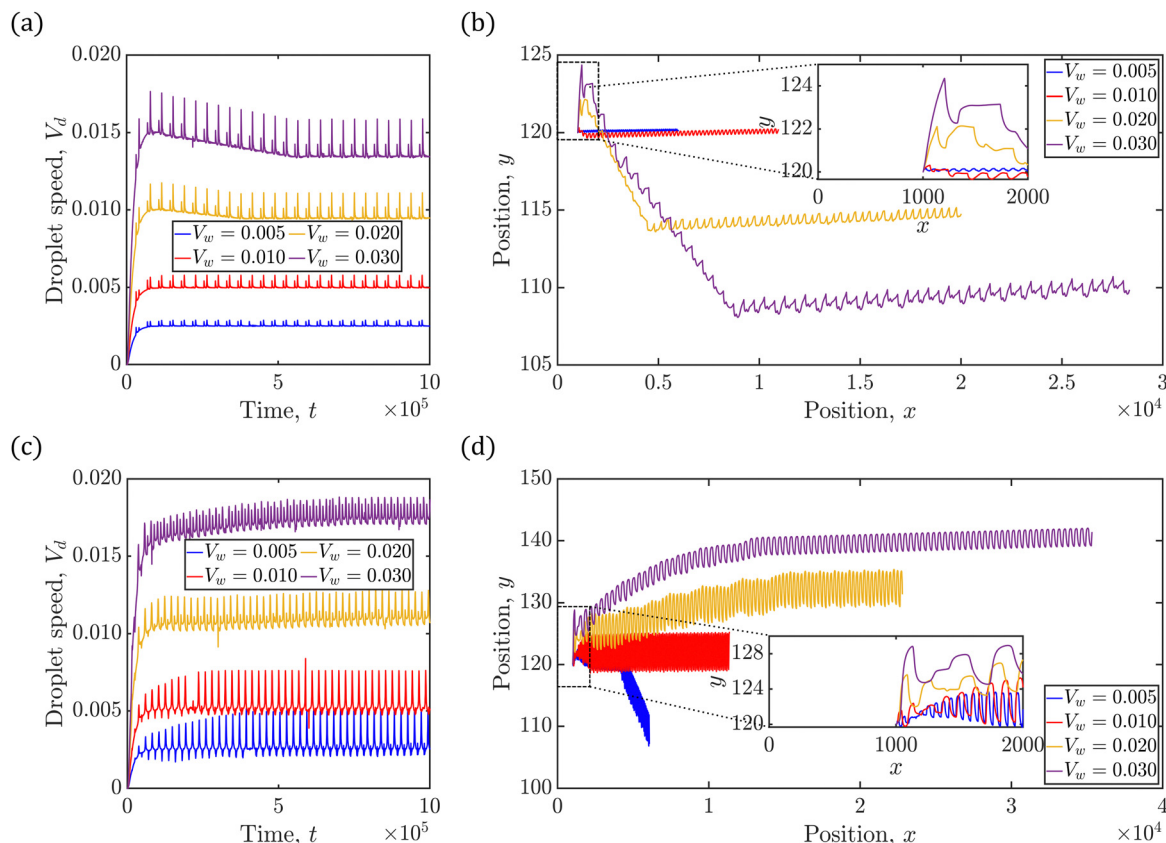 (a)
0.020
0.015
0.010
0.005
0
Droplet speed, V_d
V_w = 0.005 V_w = 0.020
V_w = 0.010 V_w = 0.030
0 5 10
Time, t ×10^5
(b)
125
120
115
110
105
Position, y
124
122
120
y
0 1000 2000
x
V_w = 0.005
V_w = 0.010
V_w = 0.020
V_w = 0.030
0 0.5 1 1.5 2 2.5 3
Position, x ×10^4
(c)
0.020
0.015
0.010
0.005
0
Droplet speed, V_d
V_w = 0.005 V_w = 0.020
V_w = 0.010 V_w = 0.030
0 5 10
Time, t ×10^5
(d)
150
140
130
120
110
100
Position, y
128
124
120
y
0 1000 2000
x
V_w = 0.005
V_w = 0.010
V_w = 0.020
V_w = 0.030
0 1 2 3 4
Position, x ×10^4